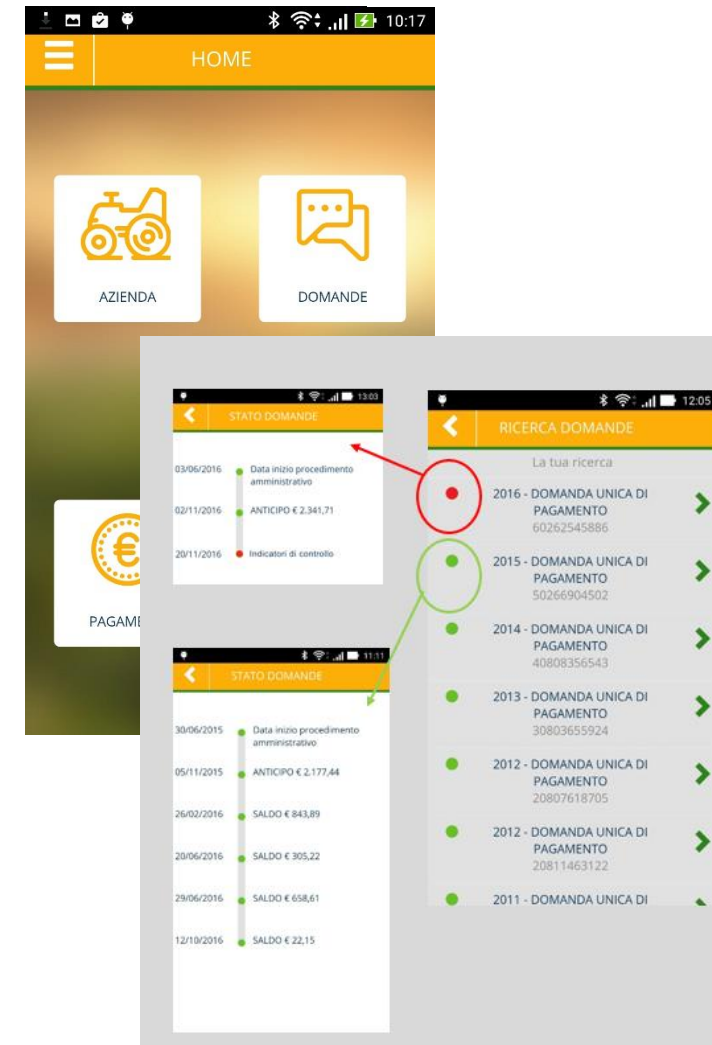 10:17
HOME
AZIENDA
DOMANDE
PAGAME
13:03
STATO DOMANDE
03/06/2016 Data inizio procedimento
amministrativo
02/11/2016 ANTICIPO € 2.341,71
20/11/2016 Indicatori di controllo
11:11
STATO DOMANDE
30/06/2015 Data inizio procedimento
amministrativo
05/11/2015 ANTICIPO € 2.177,44
26/02/2016 SALDO € 843,89
20/06/2016 SALDO € 305,22
29/06/2016 SALDO € 658,61
12/10/2016 SALDO € 22,15
12:05
RICERCA DOMANDE
La tua ricerca
2016 - DOMANDA UNICA DI
PAGAMENTO
60262545886
2015 - DOMANDA UNICA DI
PAGAMENTO
50266904502
2014 - DOMANDA UNICA DI
PAGAMENTO
40808356543
2013 - DOMANDA UNICA DI
PAGAMENTO
30803655924
2012 - DOMANDA UNICA DI
PAGAMENTO
20807618705
2012 - DOMANDA UNICA DI
PAGAMENTO
20811463122
2011 - DOMANDA UNICA DI